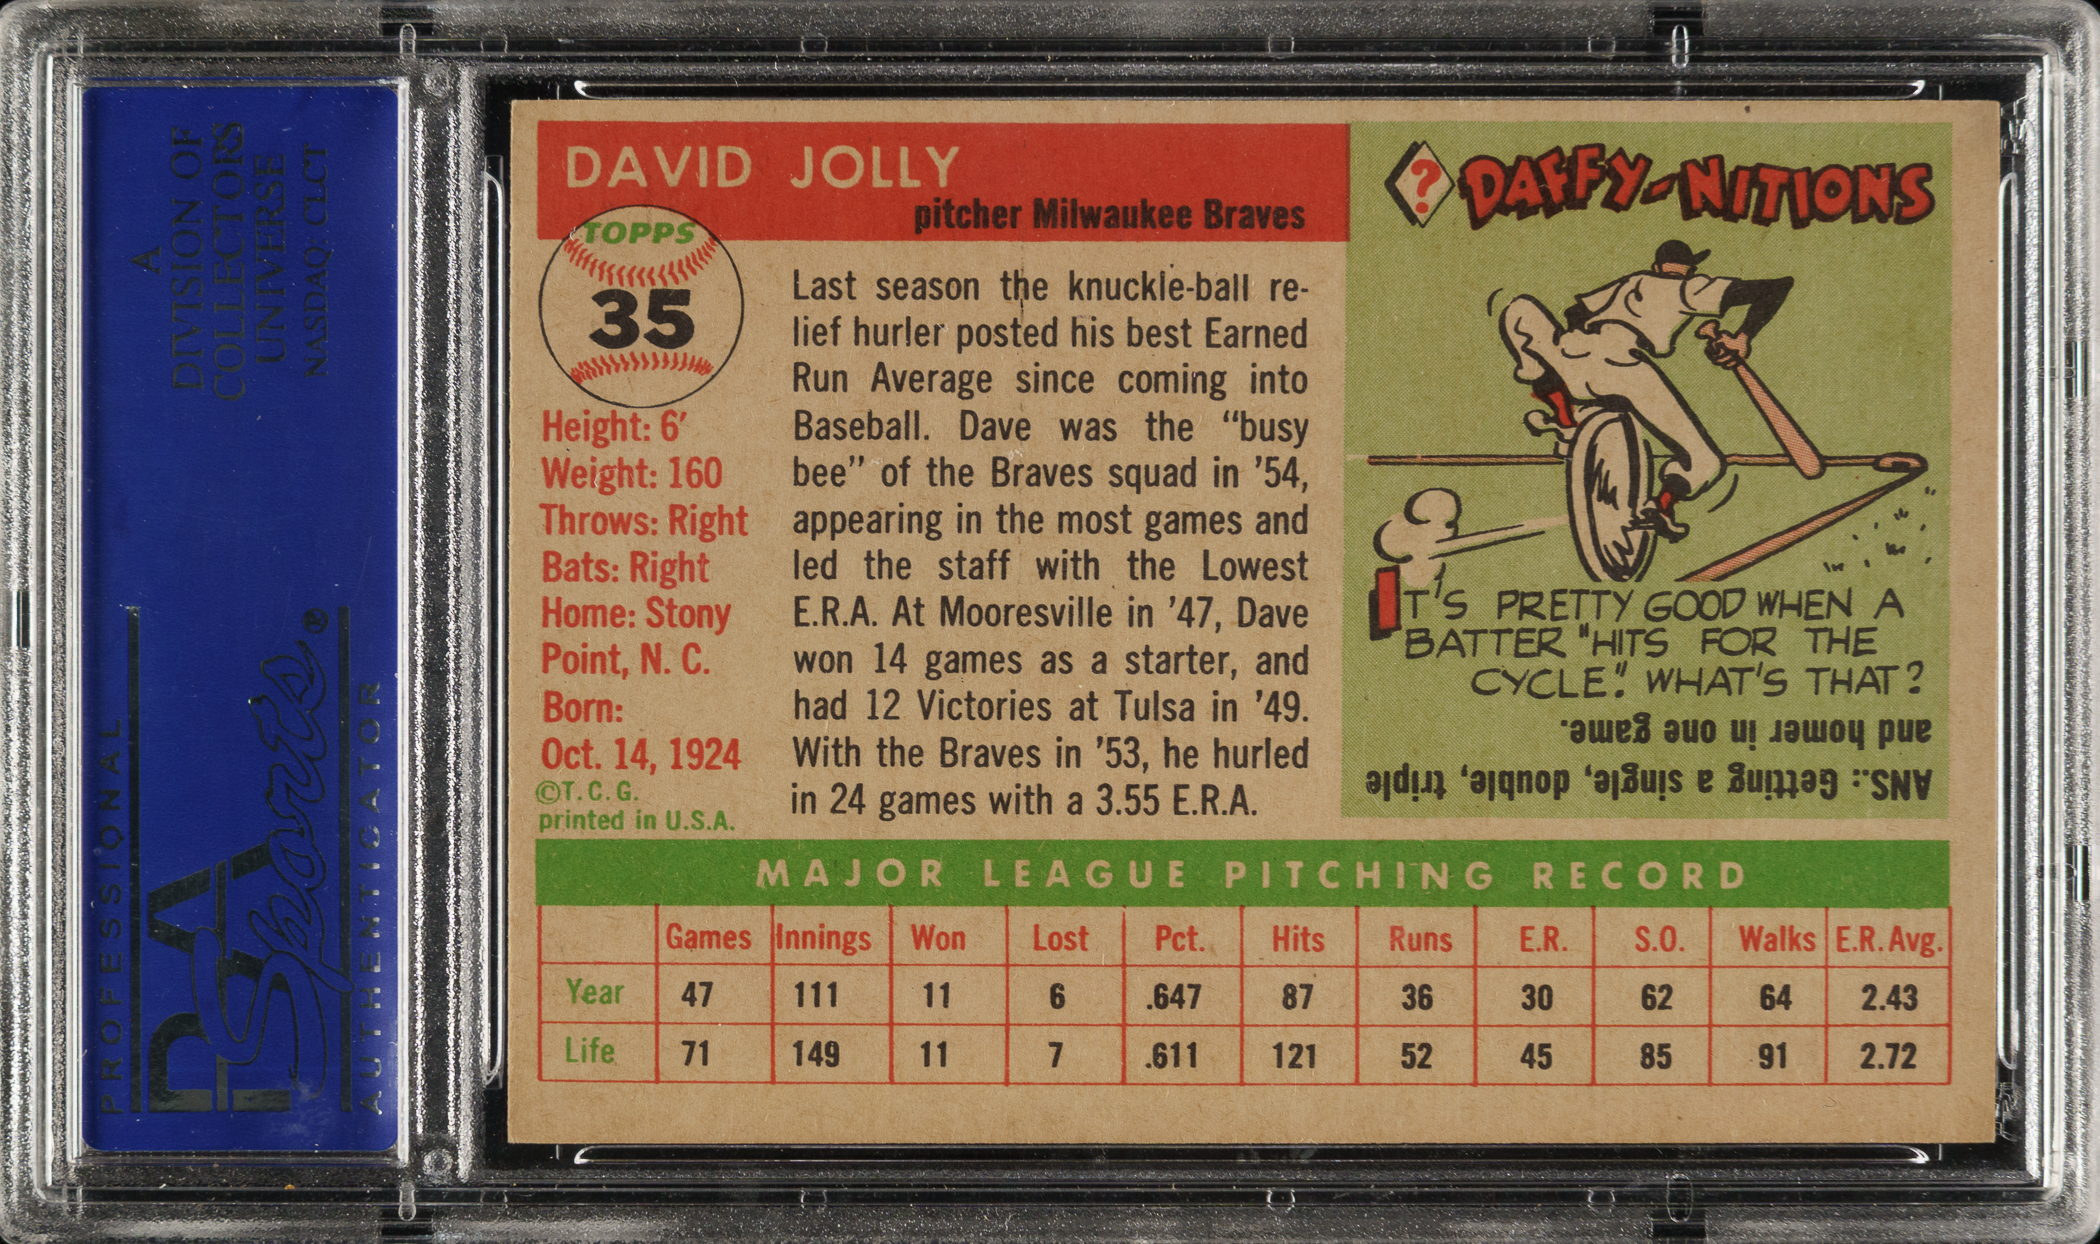 A
DIVISION OF
COLLECTORS
UNIVERSE
NASDAQ: CLCT
PROFESSIONAL
PSA
Sports®
AUTHENTICATOR
DAVID JOLLY
pitcher Milwaukee Braves
TOPPS
35
Height: 6'
Weight: 160
Throws: Right
Bats: Right
Home: Stony
Point, N. C.
Born:
Oct. 14, 1924
©T. C. G.
printed in U.S.A.
Last season the knuckle-ball re-
lief hurler posted his best Earned
Run Average since coming into
Baseball. Dave was the “busy
bee” of the Braves squad in ’54,
appearing in the most games and
led the staff with the Lowest
E.R.A. At Mooresville in ’47, Dave
won 14 games as a starter, and
had 12 Victories at Tulsa in ’49.
With the Braves in ’53, he hurled
in 24 games with a 3.55 E.R.A.
? DAFFY-NITIONS
IT'S PRETTY GOOD WHEN A
BATTER "HITS FOR THE
CYCLE". WHAT'S THAT?
ANS.: Getting a single, double, triple
and homer in one game.
MAJOR LEAGUE PITCHING RECORD
Games Innings Won Lost Pct. Hits Runs E.R. S.O. Walks E.R. Avg.
Year 47 111 11 6 .647 87 36 30 62 64 2.43
Life 71 149 11 7 .611 121 52 45 85 91 2.72